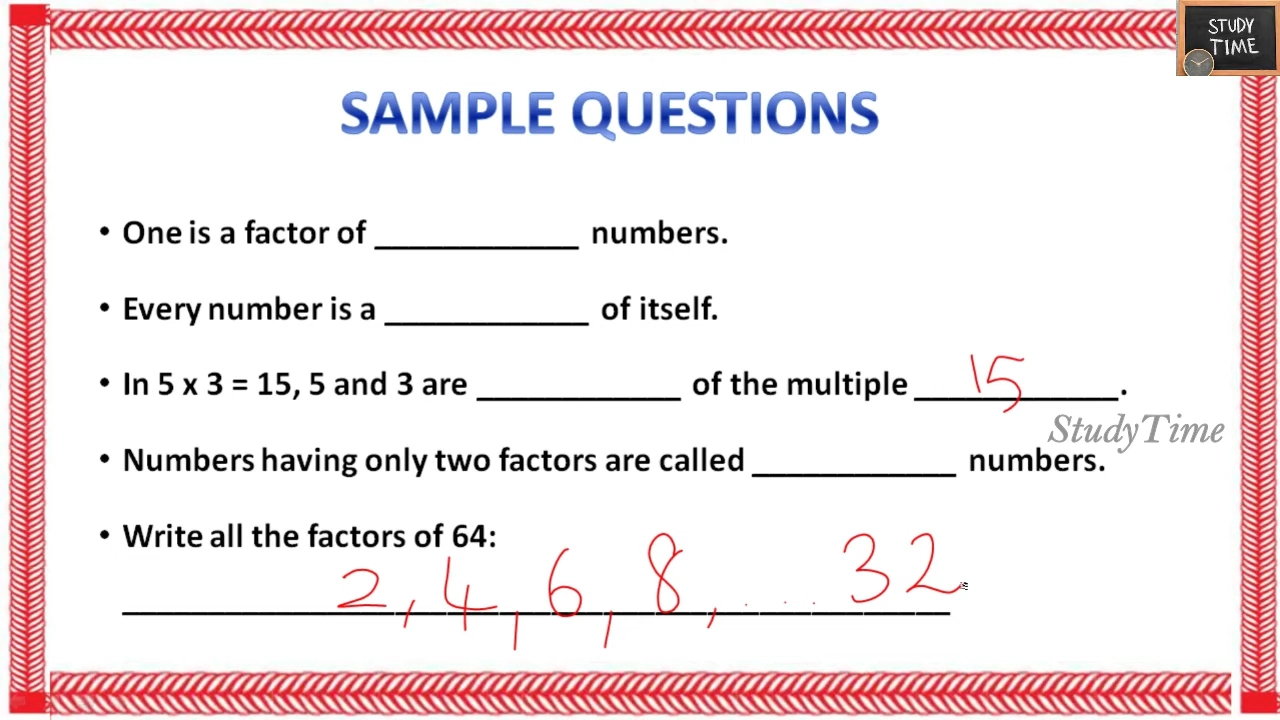 STUDY
TIME
SAMPLE QUESTIONS
• One is a factor of ____________ numbers.
• Every number is a ____________ of itself.
• In 5 x 3 = 15, 5 and 3 are ____________ of the multiple 15.
StudyTime
• Numbers having only two factors are called ____________ numbers.
• Write all the factors of 64:
2, 4, 6, 8, ... 32